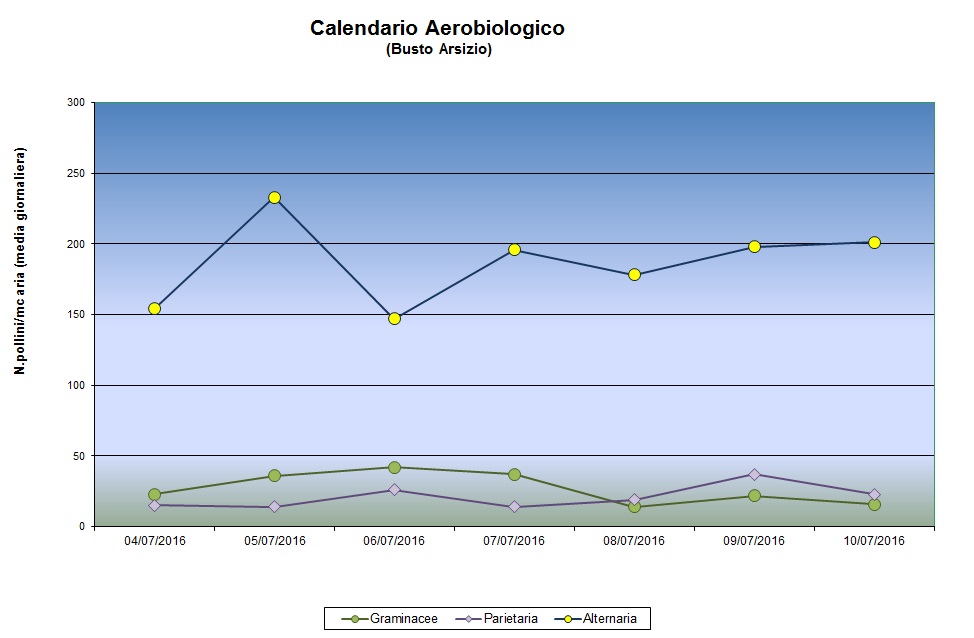 Calendario Aerobiologico
(Busto Arsizio)
N.pollini/mc aria (media giornaliera)
300
250
200
150
100
50
0
04/07/2016 05/07/2016 06/07/2016 07/07/2016 08/07/2016 09/07/2016 10/07/2016
Graminacee Parietaria Alternaria